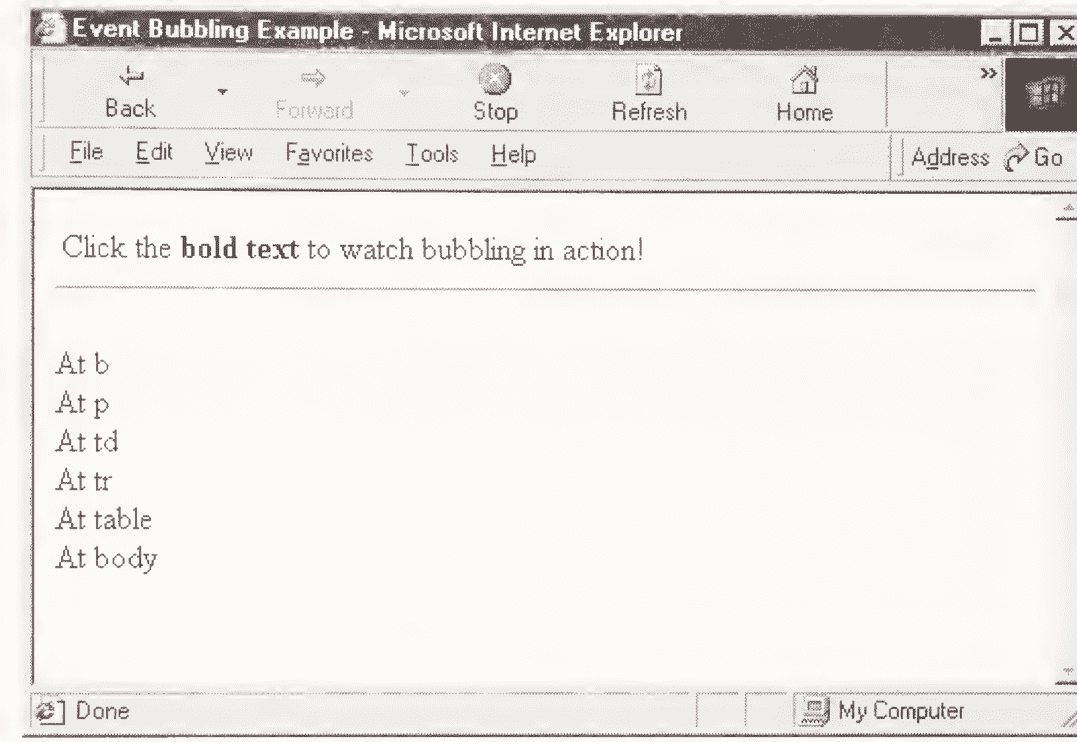 Event Bubbling Example - Microsoft Internet Explorer
Back Forward Stop Refresh Home »
File Edit View Favorites Tools Help Address Go
Click the bold text to watch bubbling in action!
At b
At p
At td
At tr
At table
At body
Done My Computer